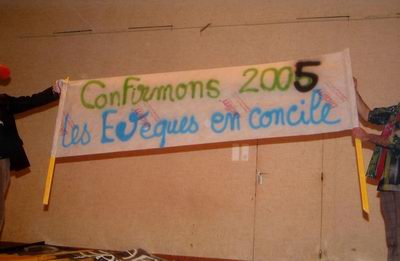 Confirmons 2005
les Evêques en concile